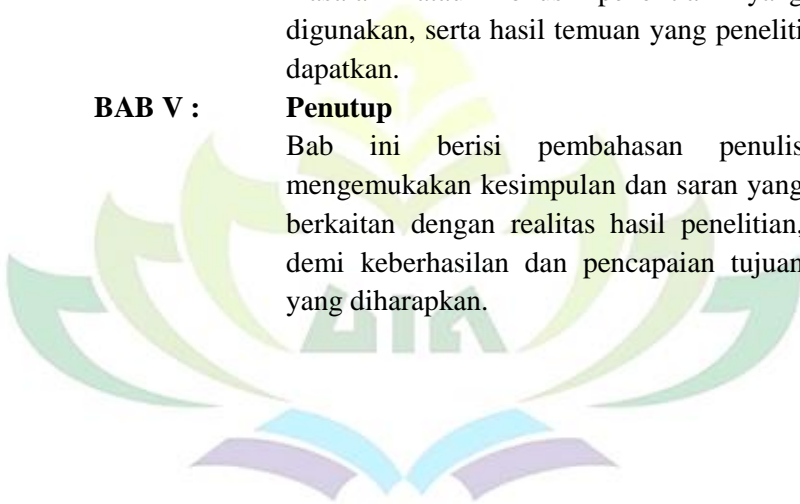 digunakan, serta hasil temuan yang peneliti
dapatkan.
BAB V : Penutup
Bab ini berisi pembahasan penulis
mengemukakan kesimpulan dan saran yang
berkaitan dengan realitas hasil penelitian,
demi keberhasilan dan pencapaian tujuan
yang diharapkan.